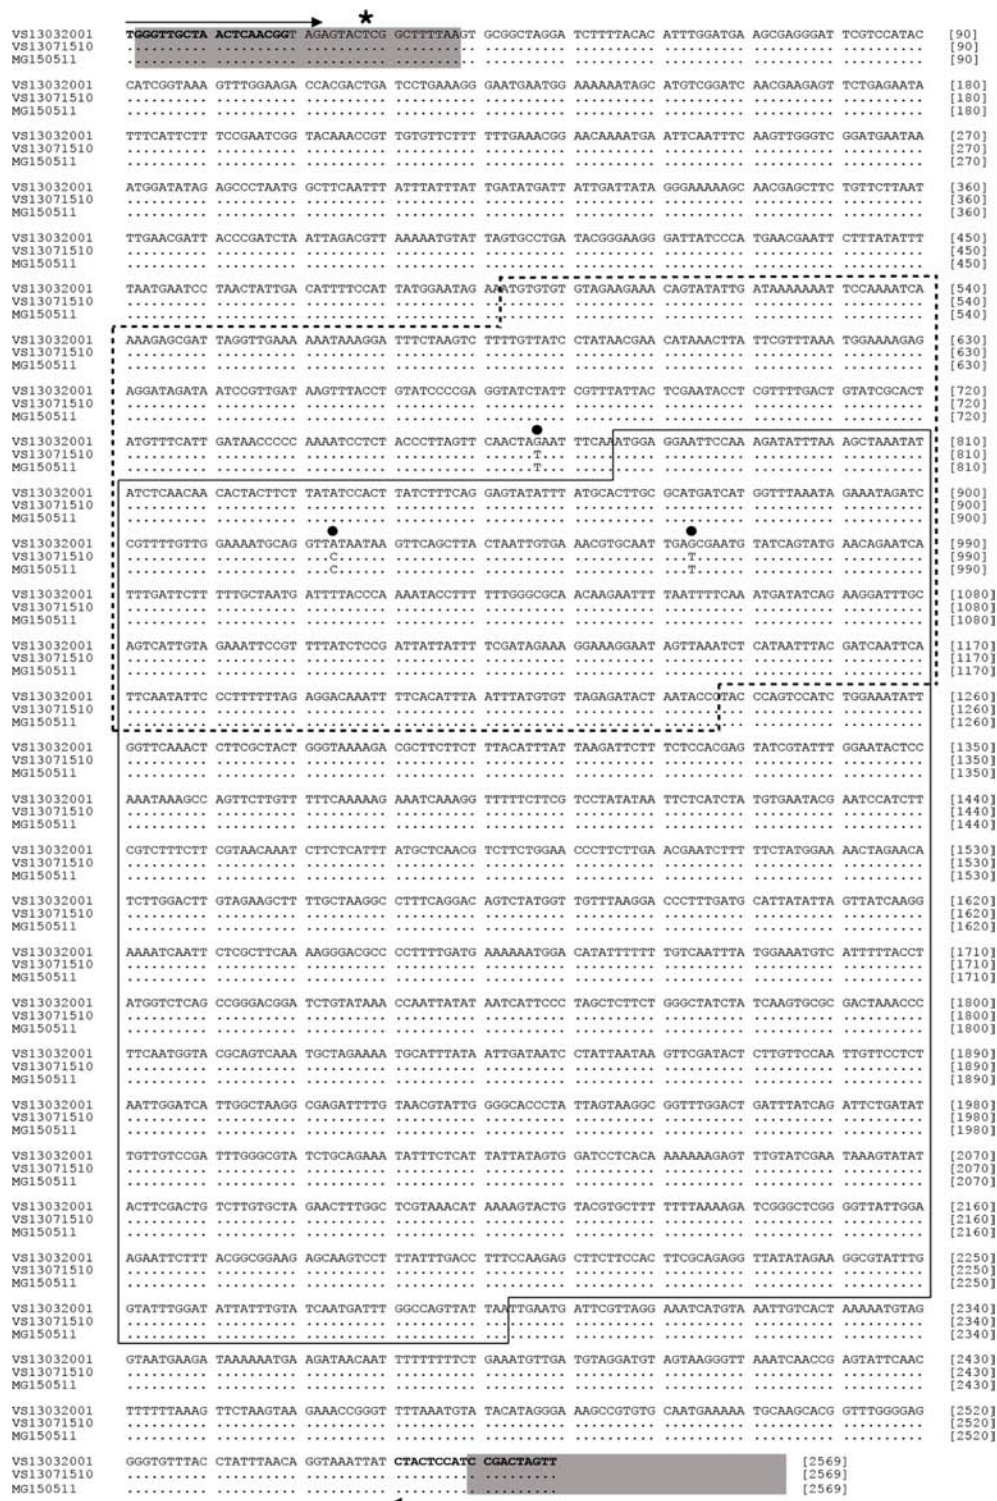 *
VS13032001 TGGGTTGCTA ACTCAACGGT AGAGTACTCG GCTTTTAAGT GCGGCTAGGA TCTTTTACAC ATTTGGATGA AGCGAGGGAT TCGTCCATAC [90]
VS13071510 .......... .......... .......... .......... .......... .......... .......... .......... .......... [90]
MG150511 .......... .......... .......... .......... .......... .......... .......... .......... .......... [90]
VS13032001 CATCGGTAAA GTTTGGAAGA CCACGACTGA TCCTGAAAGG GAATGAATGG AAAAAATAGC ATGTCGGATC AACGAAGAGT TCTGAGAATA [180]
VS13071510 .......... .......... .......... .......... .......... .......... .......... .......... .......... [180]
MG150511 .......... .......... .......... .......... .......... .......... .......... .......... .......... [180]
VS13032001 TTTCATTCTT TCCGAATCGG TACAAACCGT TGTGTTCTTT TTTGAAACGG AACAAAATGA ATTCAATTTC AAGTTGGGTC GGATGAATAA [270]
VS13071510 .......... .......... .......... .......... .......... .......... .......... .......... .......... [270]
MG150511 .......... .......... .......... .......... .......... .......... .......... .......... .......... [270]
VS13032001 ATGGATATAG AGCCCTAATG GCTTCAATTT ATTTATTTAT TGATATGATT ATTGATTATA GGGAAAAAGC AACGAGCTTC TGTTCTTAAT [360]
VS13071510 .......... .......... .......... .......... .......... .......... .......... .......... .......... [360]
MG150511 .......... .......... .......... .......... .......... .......... .......... .......... .......... [360]
VS13032001 TTGAACGATT ACCCGATCTA ATTAGACGTT AAAAATGTAT TAGTGCCTGA TACGGGAAGG GATTATCCCA TGAACGAATT CTTTATATTT [450]
VS13071510 .......... .......... .......... .......... .......... .......... .......... .......... .......... [450]
MG150511 .......... .......... .......... .......... .......... .......... .......... .......... .......... [450]
VS13032001 TAATGAATCC TAACTATTGA CATTTTCCAT TATGGAATAG AAATGTGTGT GTAGAAGAAA CAGTATATTG ATAAAAAAAT TCCAAAATCA [540]
VS13071510 .......... .......... .......... .......... .......... .......... .......... .......... .......... [540]
MG150511 .......... .......... .......... .......... .......... .......... .......... .......... .......... [540]
VS13032001 AAAGAGCGAT TAGGTTGAAA AAATAAAGGA TTTCTAAGTC TTTTGTTATC CTATAACGAA CATAAACTTA TTCGTTTAAA TGGAAAAGAG [630]
VS13071510 .......... .......... .......... .......... .......... .......... .......... .......... .......... [630]
MG150511 .......... .......... .......... .......... .......... .......... .......... .......... .......... [630]
VS13032001 AGGATAGATA ATCCGTTGAT AAGTTTACCT GTATCCCCGA GGTATCTATT CGTTTATTAC TCGAATACCT CGTTTTGACT GTATCGCACT [720]
VS13071510 .......... .......... .......... .......... .......... .......... .......... .......... .......... [720]
MG150511 .......... .......... .......... .......... .......... .......... .......... .......... .......... [720]
VS13032001 ATGTTTCATT GATAACCCCC AAAATCCTCT ACCCTTAGTT CAACTAGAAT TTCAAATGGA GGAATTCCAA AGATATTTAA AGCTAAATAT [810]
VS13071510 .......... .......... .......... .......... ......T... .......... .......... .......... .......... [810]
MG150511 .......... .......... .......... .......... ......T... .......... .......... .......... .......... [810]
VS13032001 ATCTCAACAA CACTACTTCT TATATCCACT TATCTTTCAG GAGTATATTT ATGCACTTGC GCATGATCAT GGTTTAAATA GAAATAGATC [900]
VS13071510 .......... .......... .......... .......... .......... .......... .......... .......... .......... [900]
MG150511 .......... .......... .......... .......... .......... .......... .......... .......... .......... [900]
VS13032001 CGTTTTGTTG GAAAATGCAG GTTATAATAA GTTCAGCTTA CTAATTGTGA AACGTGCAAT TGAGCGAATG TATCAGTATG AACAGAATCA [990]
VS13071510 .......... .......... ...C...... .......... .......... .......... ...T...... .......... .......... [990]
MG150511 .......... .......... ...C...... .......... .......... .......... ...T...... .......... .......... [990]
VS13032001 TTTGATTCTT TTTGCTAATG ATTTTACCCA AAATACCTTT TTGGGCGCAA ACAAGAATTT TAATTTTCAA ATGATATCAG AAGGATTTGC [1080]
VS13071510 .......... .......... .......... .......... .......... .......... .......... .......... .......... [1080]
MG150511 .......... .......... .......... .......... .......... .......... .......... .......... .......... [1080]
VS13032001 AGTCATTGTA GAAATTCCGT TTTATCTCCG ATTATTATTT TCGATAGAAA GGAAAGGAAT AGTTAAATCT CATAATTTAC GATCAATTCA [1170]
VS13071510 .......... .......... .......... .......... .......... .......... .......... .......... .......... [1170]
MG150511 .......... .......... .......... .......... .......... .......... .......... .......... .......... [1170]
VS13032001 TTCAATATTC CCTTTTTTAG AGGACAAATT TTCACATTTA AATTATGTGT TAGAGATACT AATACCGTAC CCAGTCCATC TGGAAATATT [1260]
VS13071510 .......... .......... .......... .......... .......... .......... .......... .......... .......... [1260]
MG150511 .......... .......... .......... .......... .......... .......... .......... .......... .......... [1260]
VS13032001 GGTTCAAACT CTTCGCTACT GGGTAAAAGA CGCTTCTTCT TTACATTTAT TAAGATTCTT TCTCCACGAG TATCGTATTT GGAATACTCC [1350]
VS13071510 .......... .......... .......... .......... .......... .......... .......... .......... .......... [1350]
MG150511 .......... .......... .......... .......... .......... .......... .......... .......... .......... [1350]
VS13032001 AAATAAAGCC AGTTCTTGTT TTTCAAAAAG AAATCAAAGG TTTTTCTTCG TCCTATATAA TTCTCATCTA TGTGAATACG AATCCATCTT [1440]
VS13071510 .......... .......... .......... .......... .......... .......... .......... .......... .......... [1440]
MG150511 .......... .......... .......... .......... .......... .......... .......... .......... .......... [1440]
VS13032001 CGTCTTTCTT CGTAACAAAT CTTCTCATTT ATGCTCAACG TCTTCTGGAA CCCTTCTTGA ACGAATCTTT TTCTATGGAA AACTAGAACA [1530]
VS13071510 .......... .......... .......... .......... .......... .......... .......... .......... .......... [1530]
MG150511 .......... .......... .......... .......... .......... .......... .......... .......... .......... [1530]
VS13032001 TCTTGGACTT GTAGAAGCTT TTGCTAAGGC CTTTCAGGAC AGTCTATGGT TGTTTAAGGA CCCTTTGATG CATTATATTA GTTATCAAGG [1620]
VS13071510 .......... .......... .......... .......... .......... .......... .......... .......... .......... [1620]
MG150511 .......... .......... .......... .......... .......... .......... .......... .......... .......... [1620]
VS13032001 AAAATCAATT CTCGCTTCAA AAGGGACGCC CCTTTTGATG AAAAAATGGA CATATTTTTT TGTCAATTTA TGGAAATGTC ATTTTTACCT [1710]
VS13071510 .......... .......... .......... .......... .......... .......... .......... .......... .......... [1710]
MG150511 .......... .......... .......... .......... .......... .......... .......... .......... .......... [1710]
VS13032001 ATGGTCTCAG CCGGGACGGA TCTGTATAAA CCAATTATAT AATCATTCCC TAGCTCTTCT GGGCTATCTA TCAAGTGCGC GACTAAACCC [1800]
VS13071510 .......... .......... .......... .......... .......... .......... .......... .......... .......... [1800]
MG150511 .......... .......... .......... .......... .......... .......... .......... .......... .......... [1800]
VS13032001 TTCAATGGTA CGCAGTCAAA TGCTAGAAAA TGCATTTATA ATTGATAATC CTATTAATAA GTTCGATACT CTTGTTCCAA TTGTTCCTCT [1890]
VS13071510 .......... .......... .......... .......... .......... .......... .......... .......... .......... [1890]
MG150511 .......... .......... .......... .......... .......... .......... .......... .......... .......... [1890]
VS13032001 AATTGGATCA TTGGCTAAGG CGAGATTTTG TAACGTATTG GGGCACCCTA TTAGTAAGGC GGTTTGGACT GATTTATCAG ATTCTGATAT [1980]
VS13071510 .......... .......... .......... .......... .......... .......... .......... .......... .......... [1980]
MG150511 .......... .......... .......... .......... .......... .......... .......... .......... .......... [1980]
VS13032001 TGTTGTCCGA TTTGGGCGTA TCTGCAGAAA TATTTCTCAT TATTATAGTG GATCCTCACA AAAAAAGAGT TTGTATCGAA TAAAGTATAT [2070]
VS13071510 .......... .......... .......... .......... .......... .......... .......... .......... .......... [2070]
MG150511 .......... .......... .......... .......... .......... .......... .......... .......... .......... [2070]
VS13032001 ACTTCGACTG TCTTGTGCTA GAACTTTGGC TCGTAAACAT AAAAGTACTG TACGTGCTTT TTTAAAAGA TCGGGCTCGG GGTTATTGGA [2160]
VS13071510 .......... .......... .......... .......... .......... .......... .......... .......... .......... [2160]
MG150511 .......... .......... .......... .......... .......... .......... .......... .......... .......... [2160]
VS13032001 AGAATTCTTT ACGGCGGAAG AGCAAGTCCT TTATTTGACC TTTCCAAGAG CTTCTTCCAC TTCGCAGAGG TTATATAGAA GGCGTATTTG [2250]
VS13071510 .......... .......... .......... .......... .......... .......... .......... .......... .......... [2250]
MG150511 .......... .......... .......... .......... .......... .......... .......... .......... .......... [2250]
VS13032001 GTATTTGGAT ATTATTTGTA TCAATGATTT GGCCAGTTAT TAATTGAATG ATTCGTTAGG AAATCATGTA AATTGTCACT AAAAATGTAG [2340]
VS13071510 .......... .......... .......... .......... .......... .......... .......... .......... .......... [2340]
MG150511 .......... .......... .......... .......... .......... .......... .......... .......... .......... [2340]
VS13032001 GTAATGAAGA TAAAAAATGA AGATAACAAT TTTTTTTTCT GAAATGTTGA TGTAGGATGT AGTAAGGGTT AAATCAACCG AGTATTCAAC [2430]
VS13071510 .......... .......... .......... .......... .......... .......... .......... .......... .......... [2430]
MG150511 .......... .......... .......... .......... .......... .......... .......... .......... .......... [2430]
VS13032001 TTTTTTAAAG TTCTAAGTAA GAAACCGGGT TTTAAATGTA TACATAGGGA AAGCCGTGTG CAATGAAAAA TGCAAGCACG GTTTGGGGAG [2520]
VS13071510 .......... .......... .......... .......... .......... .......... .......... .......... .......... [2520]
MG150511 .......... .......... .......... .......... .......... .......... .......... .......... .......... [2520]
VS13032001 GGGTGTTTAC CTATTTAACA GGTAAATTAT CTACTCCATC CGACTAGTT [2569]
VS13071510 .......... .......... .......... .......... ......... [2569]
MG150511 .......... .......... .......... .......... ......... [2569]